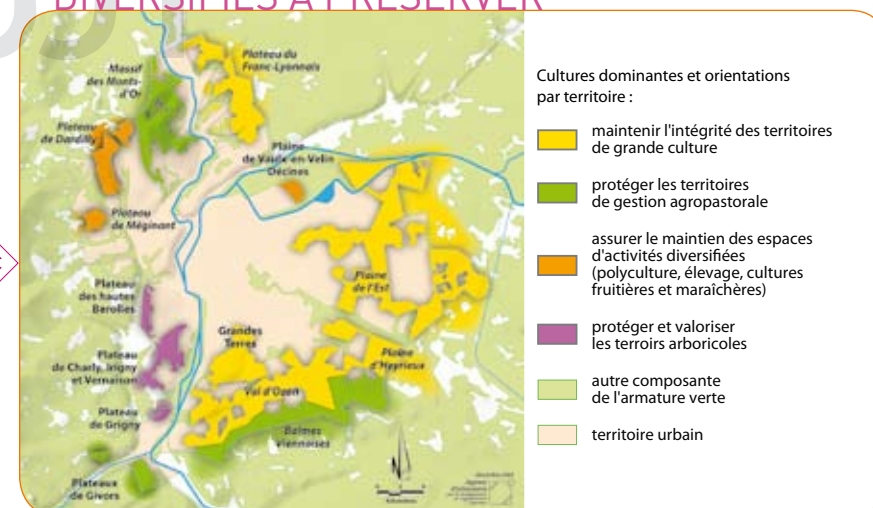 DIVERSIFIÉS À PRÉSERVER
Plateau du
Franc-Lyonnais
Massif
des Monts-
d'Or
Plateau
de Dardilly
Plaine
de Vaulx-en-Velin
Décines
Plateau
de Méginant
Plateau
des hautes
Barolles
Plaine
de l'Est
Grandes
Terres
Plateau
de Charly, Irigny
et Vernaison
Plaine
d'Heyrieux
Val d'Ozon
Plateau
de Grigny
Balmes
Viennoises
Plateaux
de Givors
Cultures dominantes et orientations
par territoire :
maintenir l'intégrité des territoires
de grande culture
protéger les territoires
de gestion agropastorale
assurer le maintien des espaces
d'activités diversifiées
(polyculture, élevage, cultures
fruitières et maraîchères)
protéger et valoriser
les terroirs arboricoles
autre composante
de l'armature verte
territoire urbain